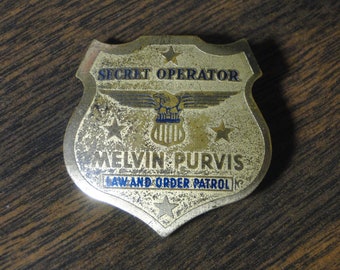 SECRET OPERATOR
MELVIN PURVIS
LAW AND ORDER PATROL